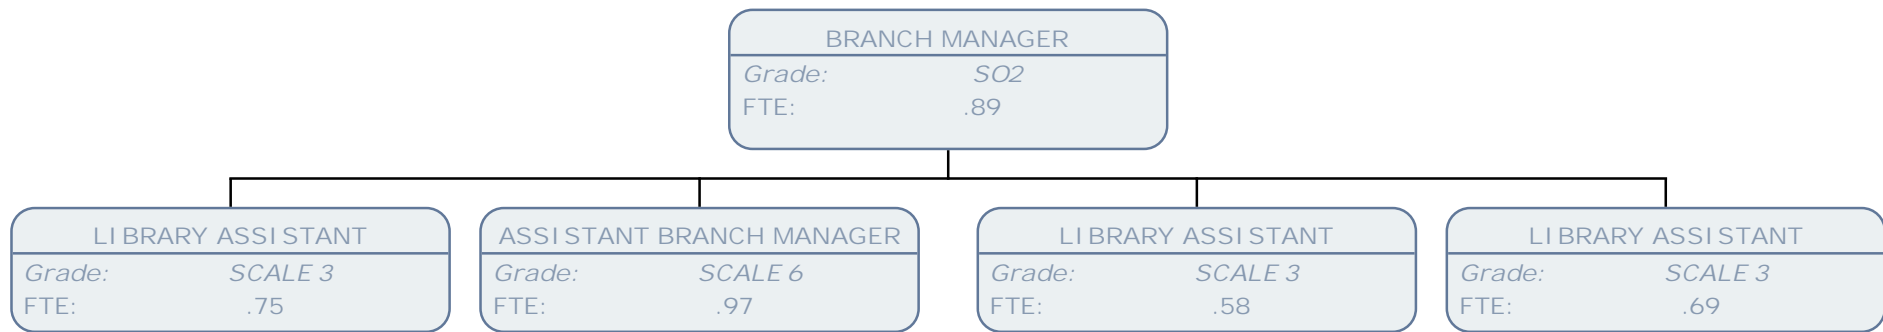 BRANCH MANAGER
Grade: SO2
FTE: .89
LIBRARY ASSISTANT
Grade: SCALE 3
FTE: .75
ASSISTANT BRANCH MANAGER
Grade: SCALE 6
FTE: .97
LIBRARY ASSISTANT
Grade: SCALE 3
FTE: .58
LIBRARY ASSISTANT
Grade: SCALE 3
FTE: .69